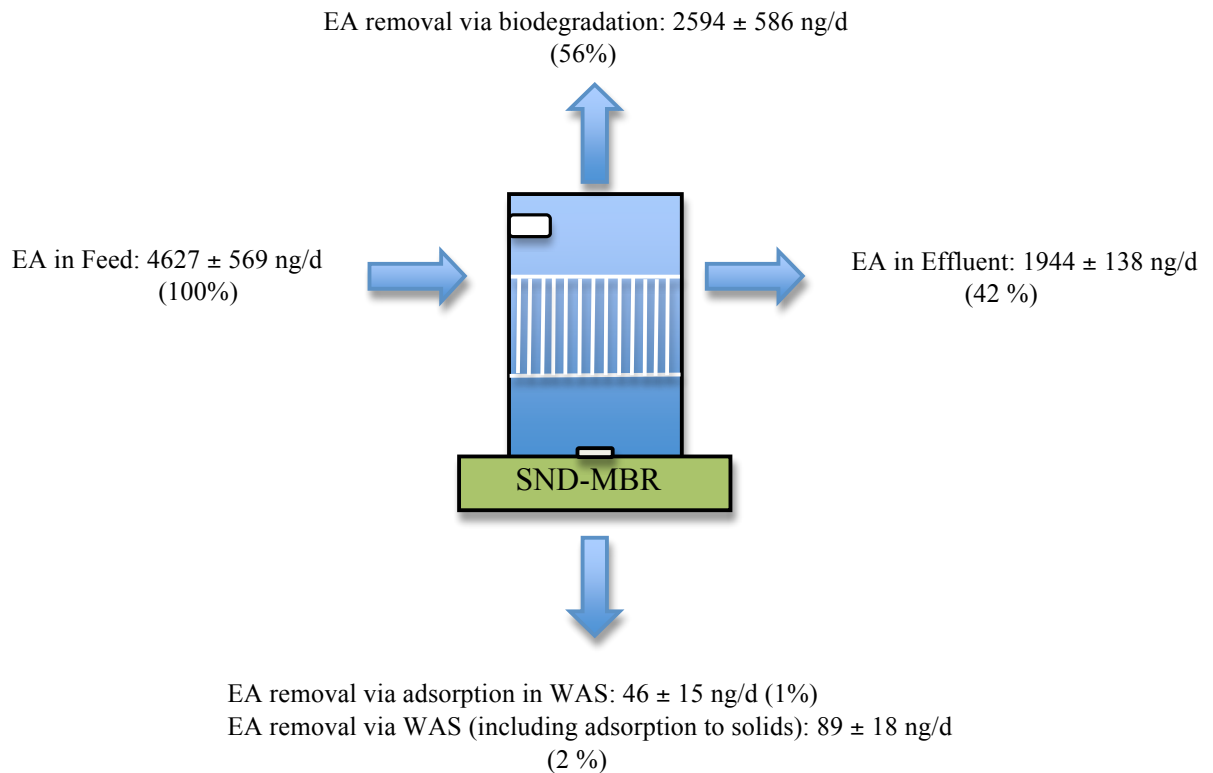 EA removal via biodegradation: 2594 ± 586 ng/d
(56%)
EA in Feed: 4627 ± 569 ng/d
(100%)
EA in Effluent: 1944 ± 138 ng/d
(42 %)
SND-MBR
EA removal via adsorption in WAS: 46 ± 15 ng/d (1%)
EA removal via WAS (including adsorption to solids): 89 ± 18 ng/d
(2 %)